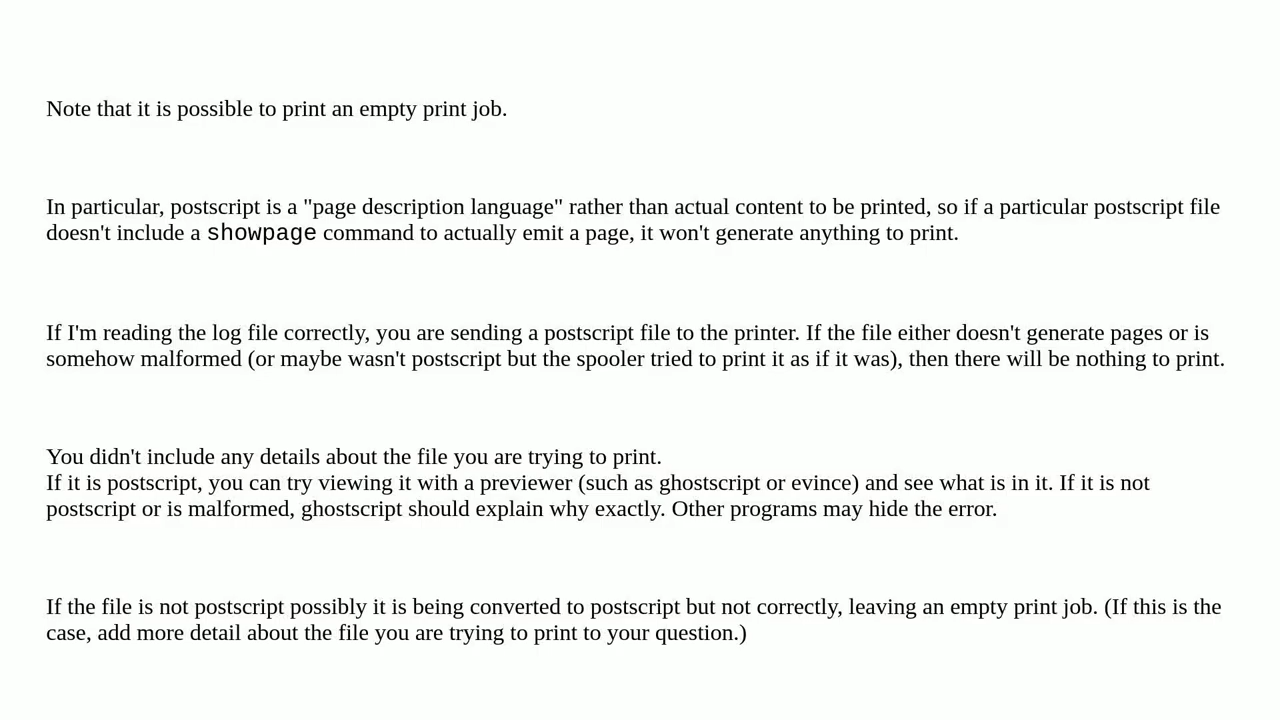 Note that it is possible to print an empty print job.
In particular, postscript is a "page description language" rather than actual content to be printed, so if a particular postscript file
doesn't include a showpage command to actually emit a page, it won't generate anything to print.
If I'm reading the log file correctly, you are sending a postscript file to the printer. If the file either doesn't generate pages or is
somehow malformed (or maybe wasn't postscript but the spooler tried to print it as if it was), then there will be nothing to print.
You didn't include any details about the file you are trying to print.
If it is postscript, you can try viewing it with a previewer (such as ghostscript or evince) and see what is in it. If it is not
postscript or is malformed, ghostscript should explain why exactly. Other programs may hide the error.
If the file is not postscript possibly it is being converted to postscript but not correctly, leaving an empty print job. (If this is the
case, add more detail about the file you are trying to print to your question.)